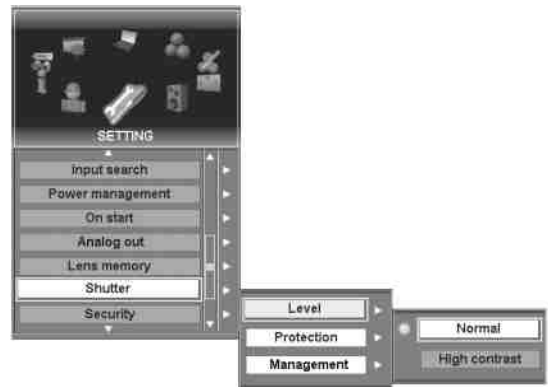 SETTING
Input search
Power management
On start
Analog out
Lens memory
Shutter
Security
Level
Protection
Management
Normal
High contrast